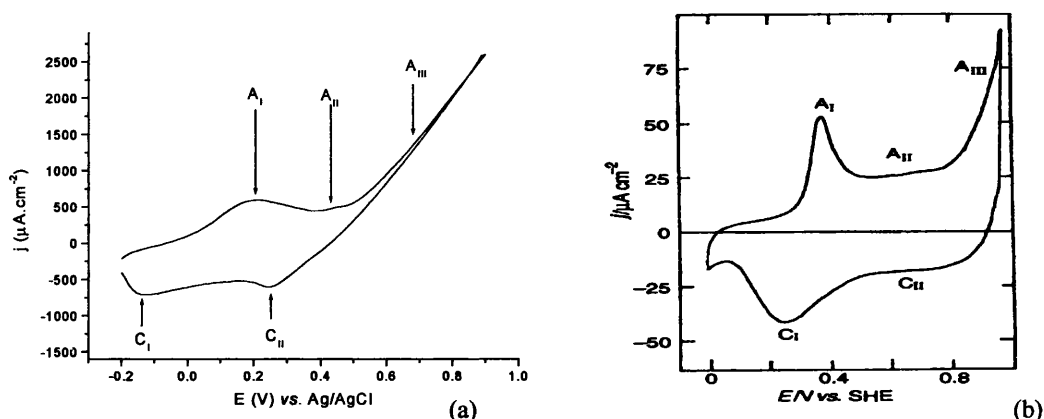 2500
2000
1500
1000
500
0
-500
-1000
-1500
j (μA.cm⁻²)
A_I
A_II
A_III
C_I
C_II
-0.2 0.0 0.2 0.4 0.6 0.8 1.0
E (V) vs. Ag/AgCl
(a)
75
50
25
0
−25
−50
j/μA cm⁻²
A_I
A_II
A_III
C_I
C_II
0 0.4 0.8
E/V vs. SHE
(b)